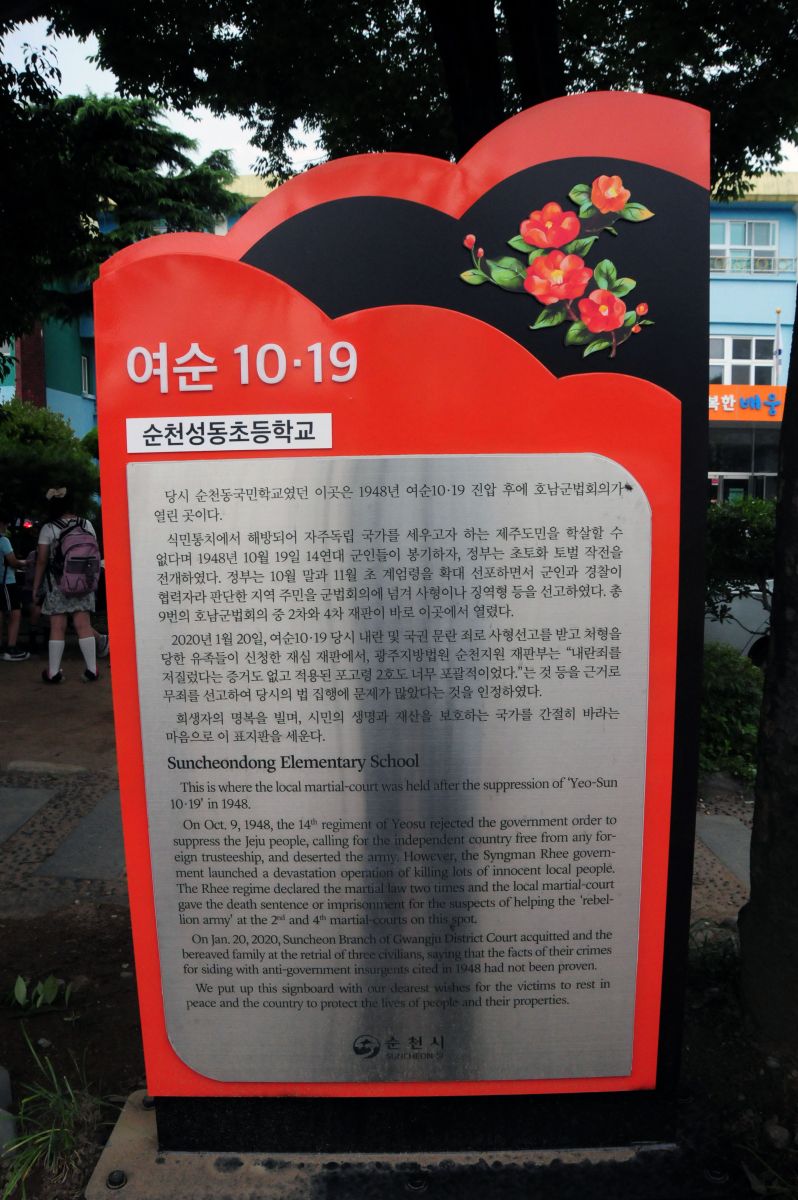 여순 10·19
순천성동초등학교
당시 순천동국민학교였던 이곳은 1948년 여순10·19 진압 후에 호남군법회의가
열린 곳이다.
식민통치에서 해방되어 자주독립 국가를 세우고자 하는 제주도민을 학살할 수
없다며 1948년 10월 19일 14연대 군인들이 봉기하자, 정부는 초토화 토벌 작전을
전개하였다. 정부는 10월 말과 11월 초 계엄령을 확대 선포하면서 군인과 경찰이
협력자라 판단한 지역 주민을 군법회의에 넘겨 사형이나 징역형 등을 선고하였다. 총
9번의 호남군법회의 중 2차와 4차 재판이 바로 이곳에서 열렸다.
2020년 1월 20일, 여순10·19 당시 내란 및 국권 문란 죄로 사형선고를 받고 처형을
당한 유족들이 신청한 재심 재판에서, 광주지방법원 순천지원 재판부는 “내란죄를
저질렀다는 증거도 없고 적용된 포고령 2호도 너무 포괄적이었다.”는 것 등을 근거로
무죄를 선고하여 당시의 법 집행에 문제가 많았다는 것을 인정하였다.
희생자의 명복을 빌며, 시민의 생명과 재산을 보호하는 국가를 간절히 바라는
마음으로 이 표지판을 세운다.
Suncheondong Elementary School
This is where the local martial-court was held after the suppression of ‘Yeo-Sun
10·19’ in 1948.
On Oct. 9, 1948, the 14th regiment of Yeosu rejected the government order to
suppress the Jeju people, calling for the independent country free from any for-
eign trusteeship, and deserted the army. However, the Syngman Rhee govern-
ment launched a devastation operation of killing lots of innocent local people.
The Rhee regime declared the martial law two times and the local martial-court
gave the death sentence or imprisonment for the suspects of helping the ‘rebel-
lion army’ at the 2nd and 4th martial-courts on this spot.
On Jan. 20, 2020, Suncheon Branch of Gwangju District Court acquitted and the
bereaved family at the retrial of three civilians, saying that the facts of their crimes
for siding with anti-government insurgents cited in 1948 had not been proven.
We put up this signboard with our dearest wishes for the victims to rest in
peace and the country to protect the lives of people and their properties.
순천시
SUNCHEON SI
복한 배움